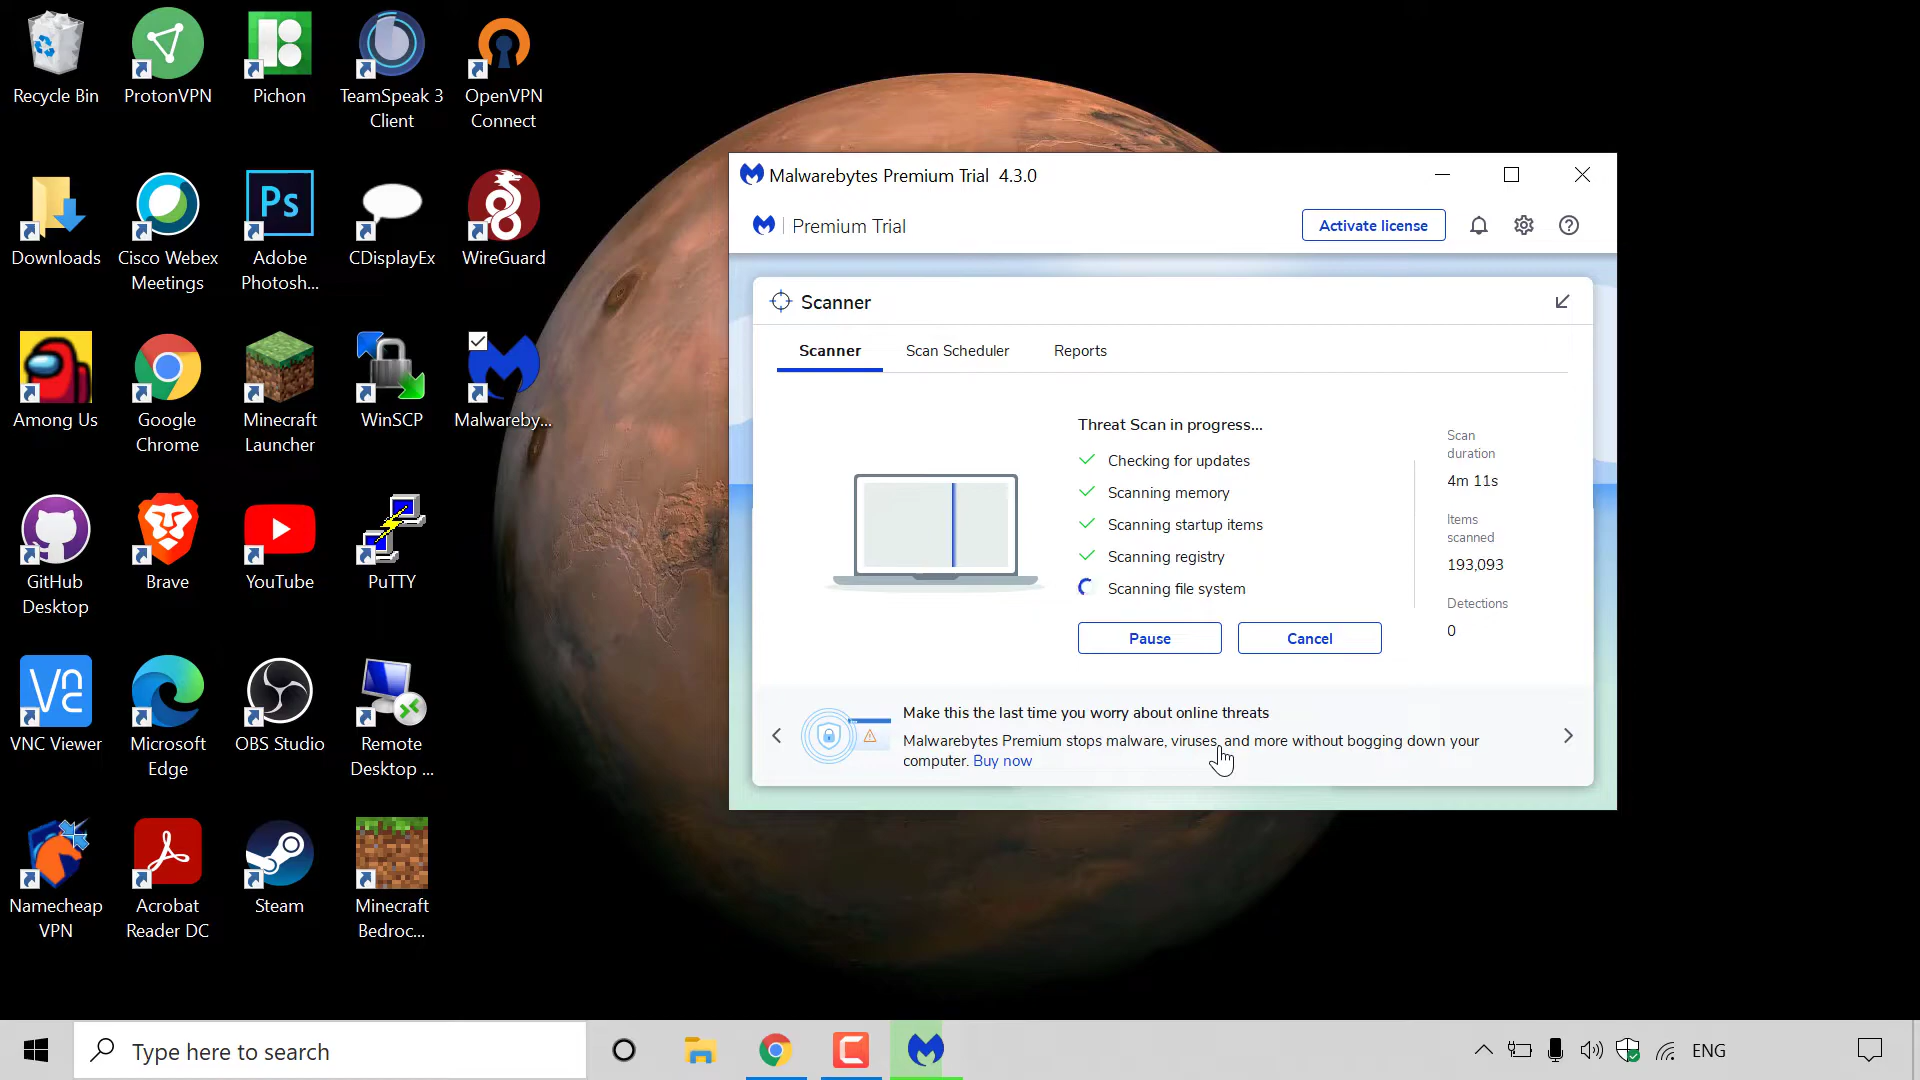 Recycle Bin
ProtonVPN
Pichon
TeamSpeak 3
Client
OpenVPN
Connect
Downloads
Cisco Webex
Meetings
Ps
Adobe
Photosh...
CDisplayEx
WireGuard
Among Us
Google
Chrome
Minecraft
Launcher
WinSCP
Malwareby...
GitHub
Desktop
Brave
YouTube
PuTTY
VNC Viewer
Microsoft
Edge
OBS Studio
Remote
Desktop ...
Namecheap
VPN
Acrobat
Reader DC
Steam
Minecraft
Bedroc...
Malwarebytes Premium Trial 4.3.0
Premium Trial
Activate license
Scanner
Scanner
Scan Scheduler
Reports
Threat Scan in progress...
Checking for updates
Scanning memory
Scanning startup items
Scanning registry
Scanning file system
Pause
Cancel
Scan
duration
4m 11s
Items
scanned
193,093
Detections
0
Make this the last time you worry about online threats
Malwarebytes Premium stops malware, viruses, and more without bogging down your
computer. Buy now
Type here to search
ENG